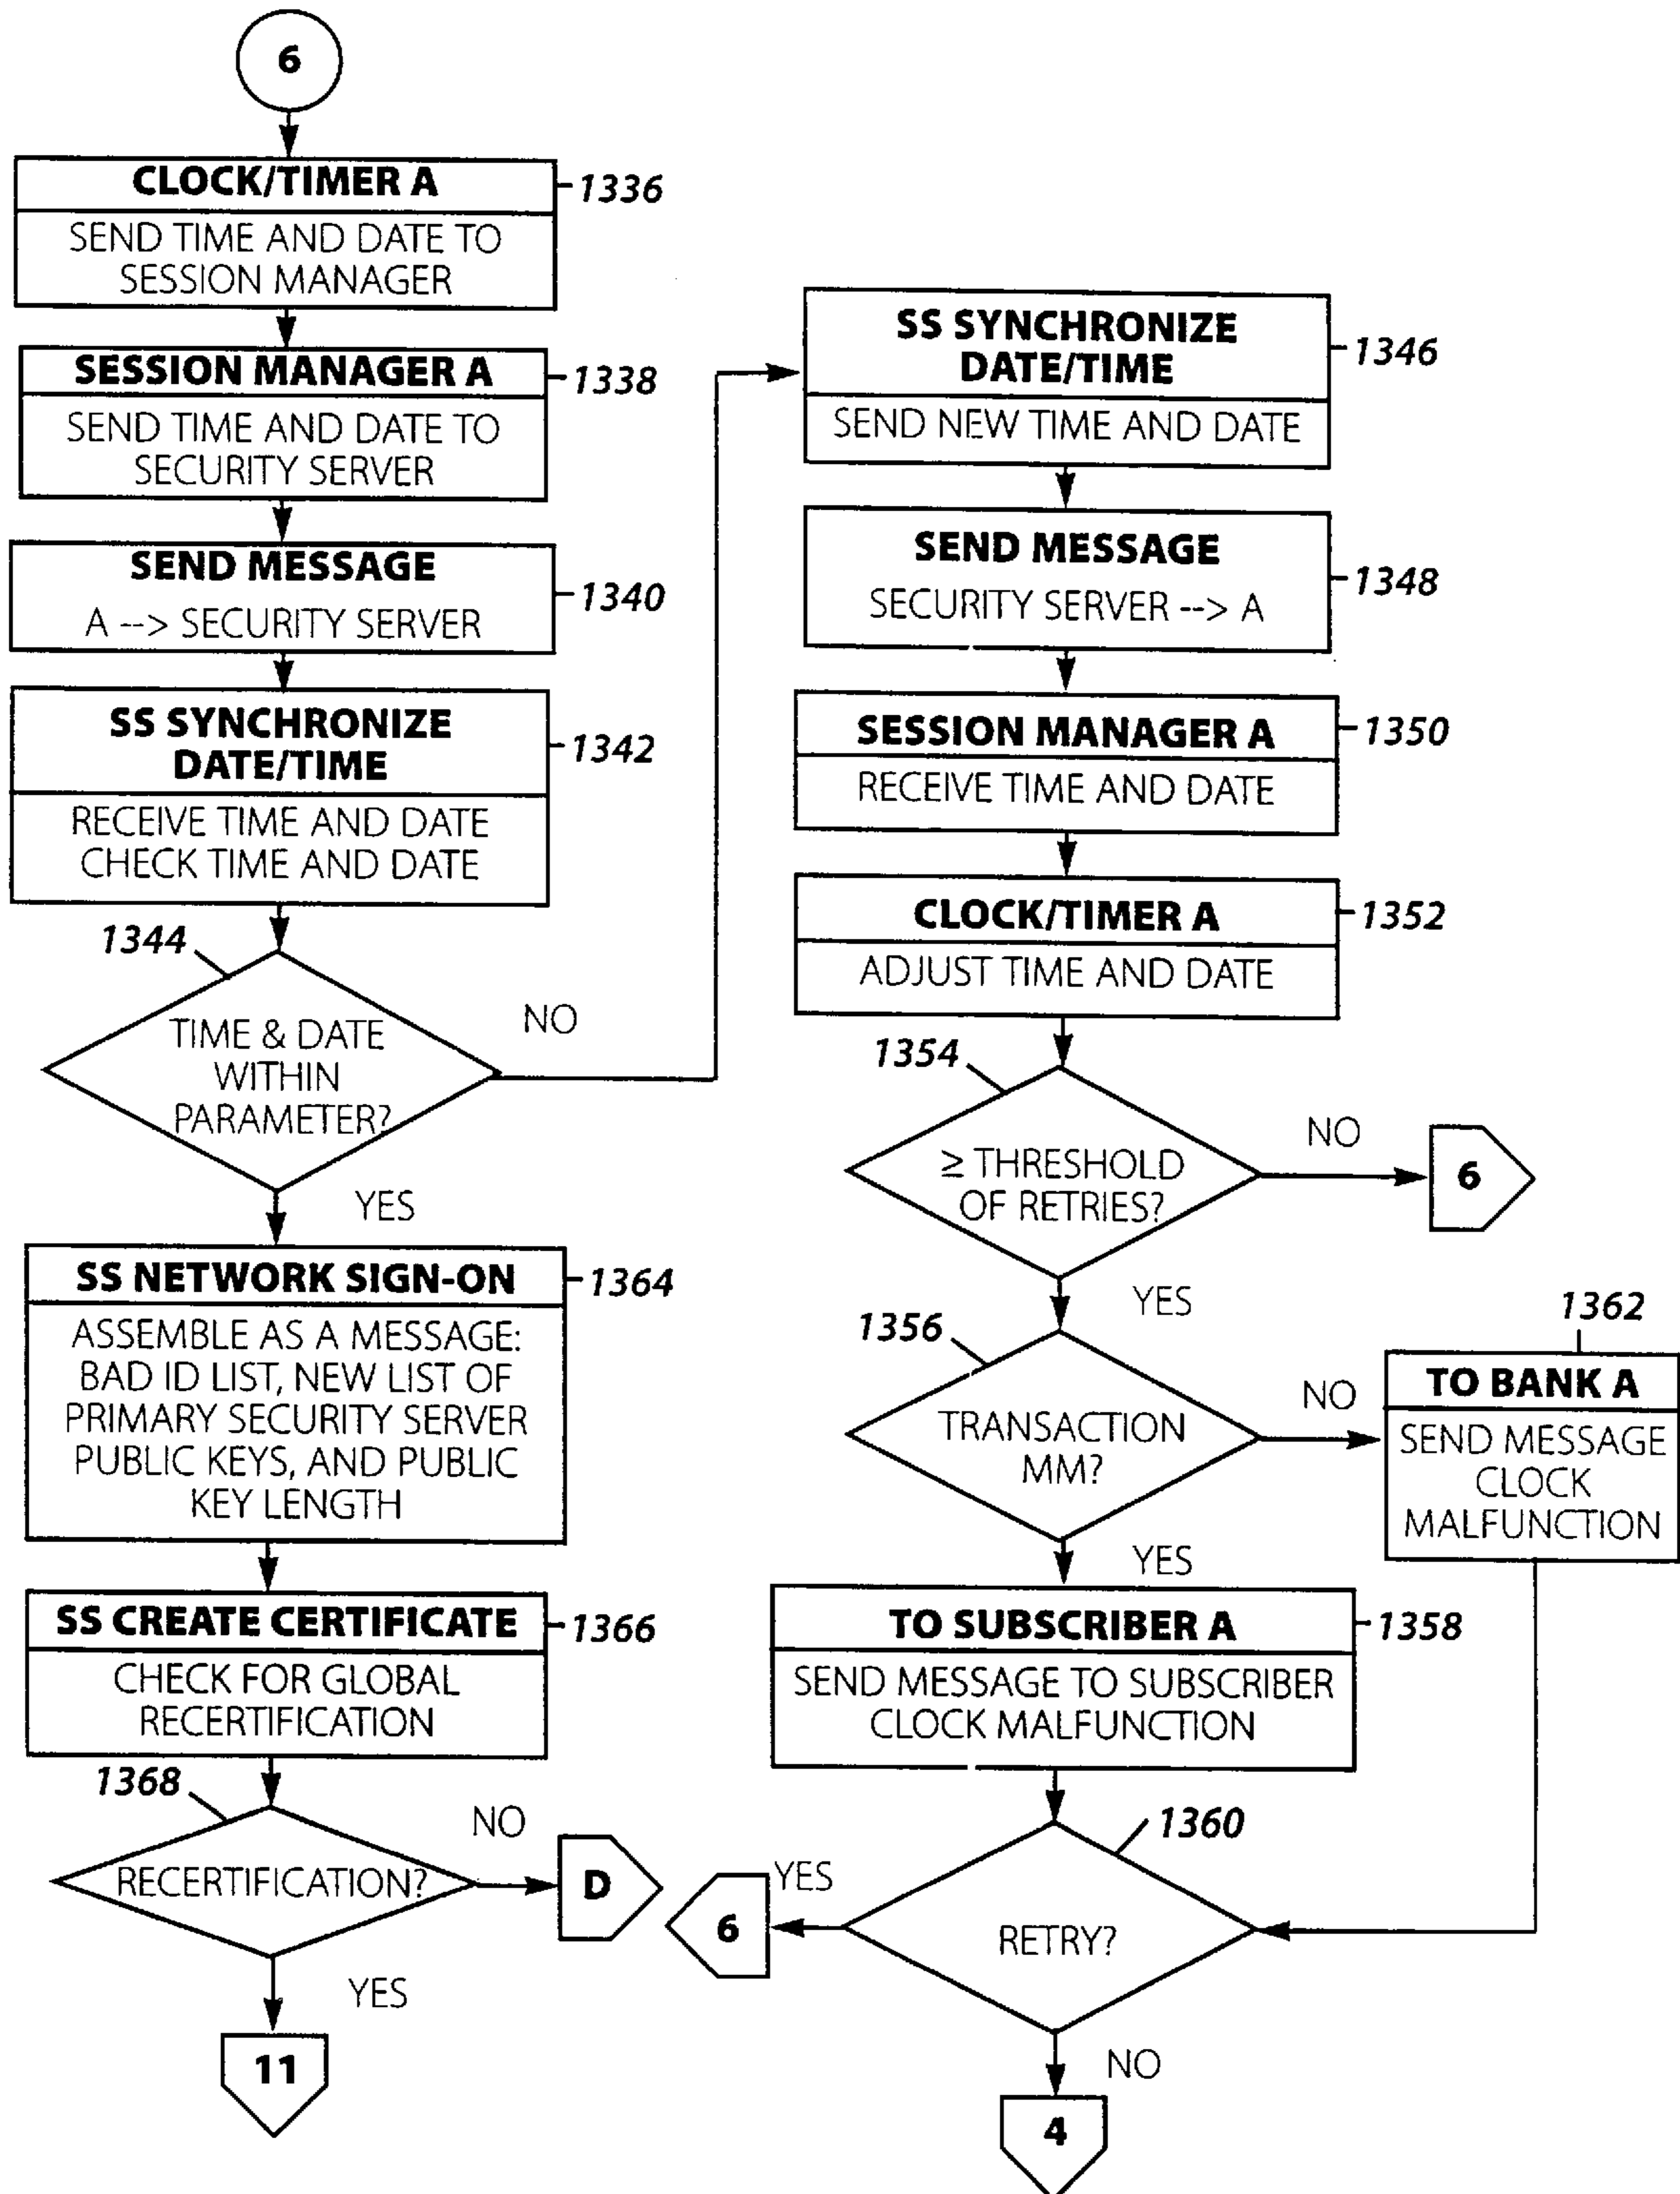 6
CLOCK/TIMER A
1336
SEND TIME AND DATE TO
SESSION MANAGER
SESSION MANAGER A
1338
SEND TIME AND DATE TO
SECURITY SERVER
SEND MESSAGE
1340
A --> SECURITY SERVER
SS SYNCHRONIZE
DATE/TIME
1342
RECEIVE TIME AND DATE
CHECK TIME AND DATE
1344
TIME & DATE
WITHIN
PARAMETER?
NO
YES
SS NETWORK SIGN-ON
1364
ASSEMBLE AS A MESSAGE:
BAD ID LIST, NEW LIST OF
PRIMARY SECURITY SERVER
PUBLIC KEYS, AND PUBLIC
KEY LENGTH
SS CREATE CERTIFICATE
1366
CHECK FOR GLOBAL
RECERTIFICATION
1368
RECERTIFICATION?
NO
D
YES
11
SS SYNCHRONIZE
DATE/TIME
1346
SEND NEW TIME AND DATE
SEND MESSAGE
1348
SECURITY SERVER --> A
SESSION MANAGER A
1350
RECEIVE TIME AND DATE
CLOCK/TIMER A
1352
ADJUST TIME AND DATE
1354
≥ THRESHOLD
OF RETRIES?
NO
6
YES
1356
TRANSACTION
MM?
NO
1362
TO BANK A
SEND MESSAGE
CLOCK
MALFUNCTION
YES
TO SUBSCRIBER A
1358
SEND MESSAGE TO SUBSCRIBER
CLOCK MALFUNCTION
1360
RETRY?
YES
6
NO
4